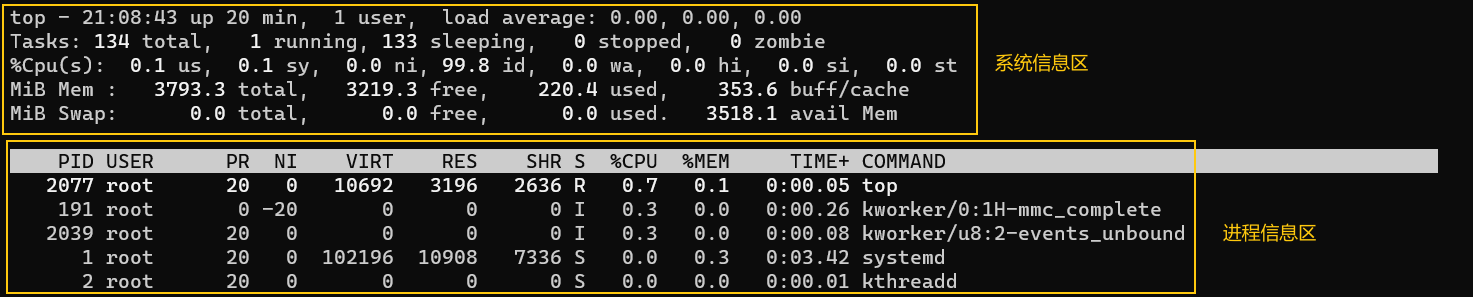 top - 21:08:43 up 20 min,  1 user,  load average: 0.00, 0.00, 0.00
Tasks: 134 total,   1 running, 133 sleeping,   0 stopped,   0 zombie
%Cpu(s):  0.1 us,  0.1 sy,  0.0 ni, 99.8 id,  0.0 wa,  0.0 hi,  0.0 si,  0.0 st
MiB Mem :   3793.3 total,   3219.3 free,    220.4 used,    353.6 buff/cache
MiB Swap:      0.0 total,      0.0 free,      0.0 used.   3518.1 avail Mem
系统信息区
    PID USER      PR  NI    VIRT    RES    SHR S  %CPU  %MEM     TIME+ COMMAND
   2077 root      20   0   10692   3196   2636 R   0.7   0.1   0:00.05 top
    191 root       0 -20       0      0      0 I   0.3   0.0   0:00.26 kworker/0:1H-mmc_complete
   2039 root      20   0       0      0      0 I   0.3   0.0   0:00.08 kworker/u8:2-events_unbound
      1 root      20   0  102196  10908   7336 S   0.0   0.3   0:03.42 systemd
      2 root      20   0       0      0      0 S   0.0   0.0   0:00.01 kthreadd
进程信息区